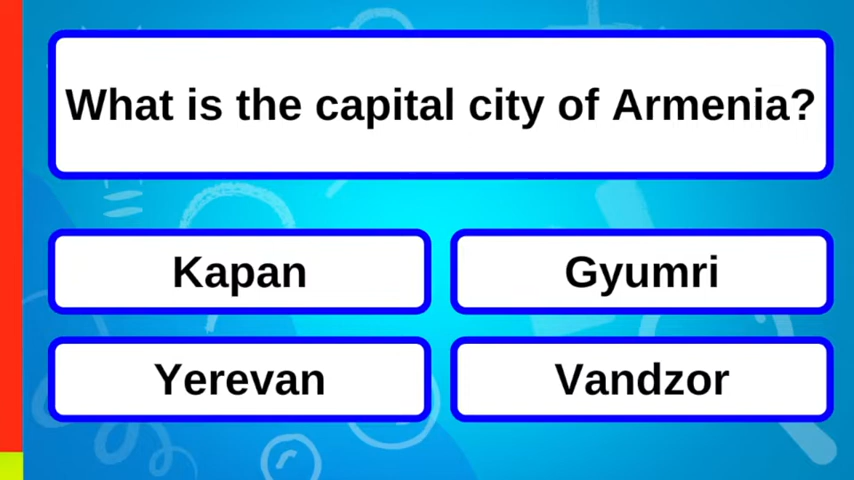 What is the capital city of Armenia?
Kapan
Gyumri
Yerevan
Vandzor